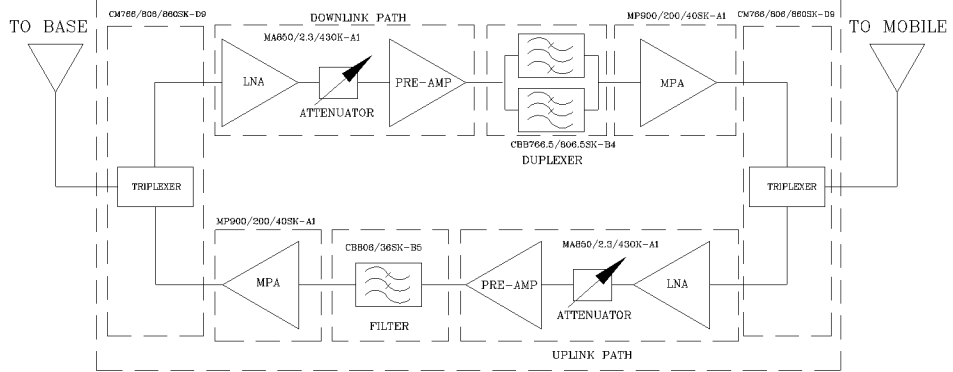 CM766/806/860SK-D9
DOWNLINK PATH
MP900/200/40SK-A1
CM766/806/860SK-D9
TO BASE
MA850/2.3/430K-A1
TO MOBILE
LNA
PRE-AMP
MPA
ATTENUATOR
CBB766.5/806.5SK-B4
DUPLEXER
TRIPLEXER
TRIPLEXER
MP900/200/40SK-A1
CB806/36SK-B5
MA850/2.3/430K-A1
MPA
PRE-AMP
LNA
ATTENUATOR
FILTER
UPLINK PATH